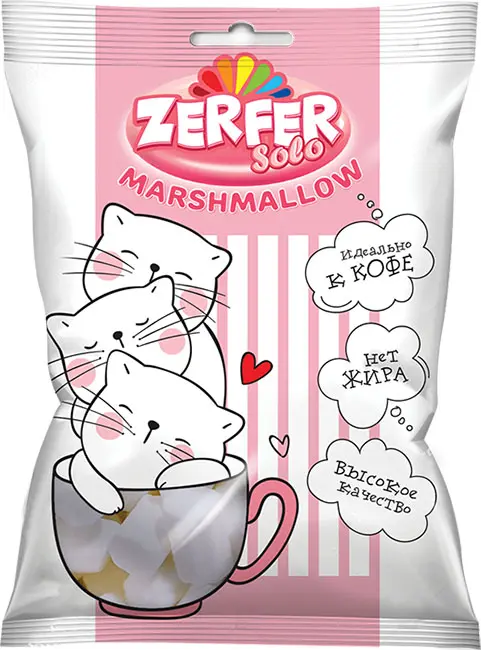 ZERFER
Solo
MARSHMALLOW
Идеально
к кофе
нет
жира
высокое
качество